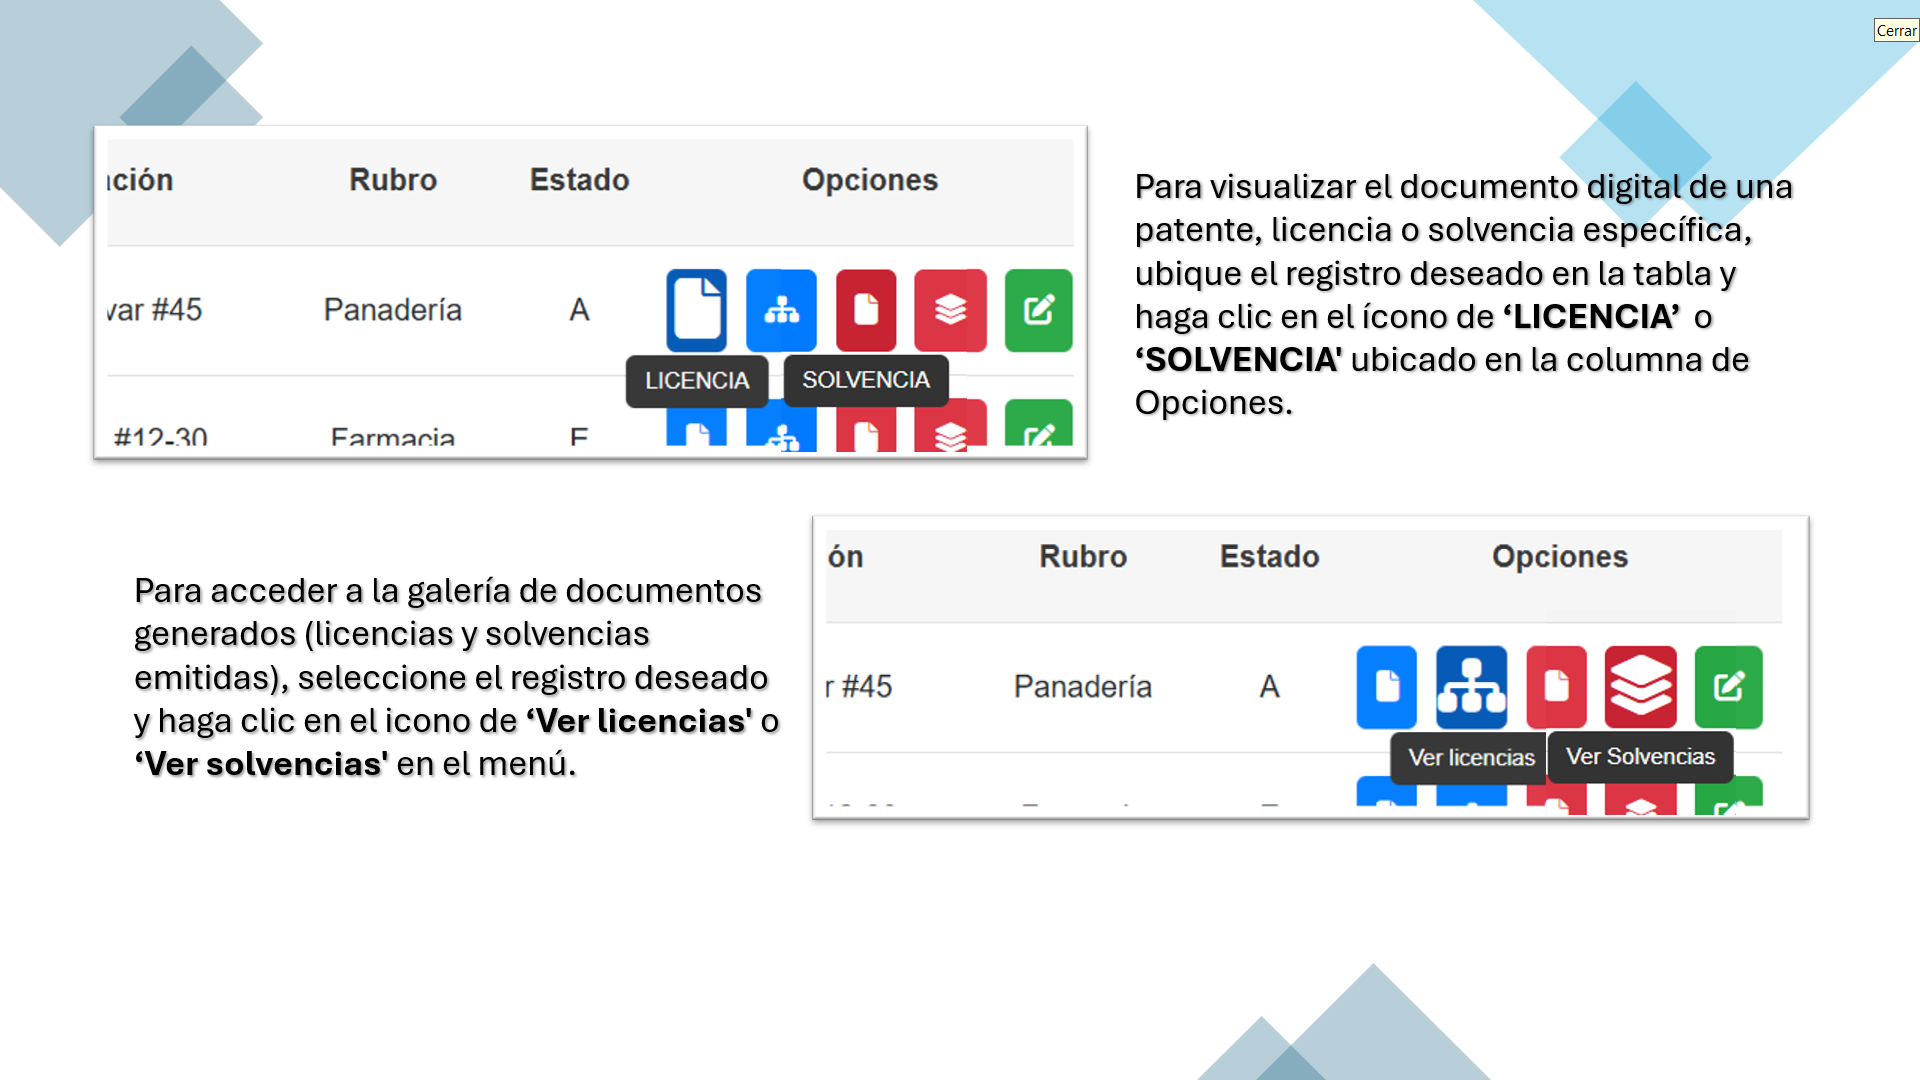 Cerrar
ación Rubro Estado Opciones
var #45 Panadería A
LICENCIA SOLVENCIA
#12-30 Farmacia E
Para visualizar el documento digital de una
patente, licencia o solvencia específica,
ubique el registro deseado en la tabla y
haga clic en el ícono de ‘LICENCIA’ o
‘SOLVENCIA' ubicado en la columna de
Opciones.
Para acceder a la galería de documentos
generados (licencias y solvencias
emitidas), seleccione el registro deseado
y haga clic en el icono de ‘Ver licencias' o
‘Ver solvencias' en el menú.
ón Rubro Estado Opciones
r #45 Panadería A
Ver licencias Ver Solvencias